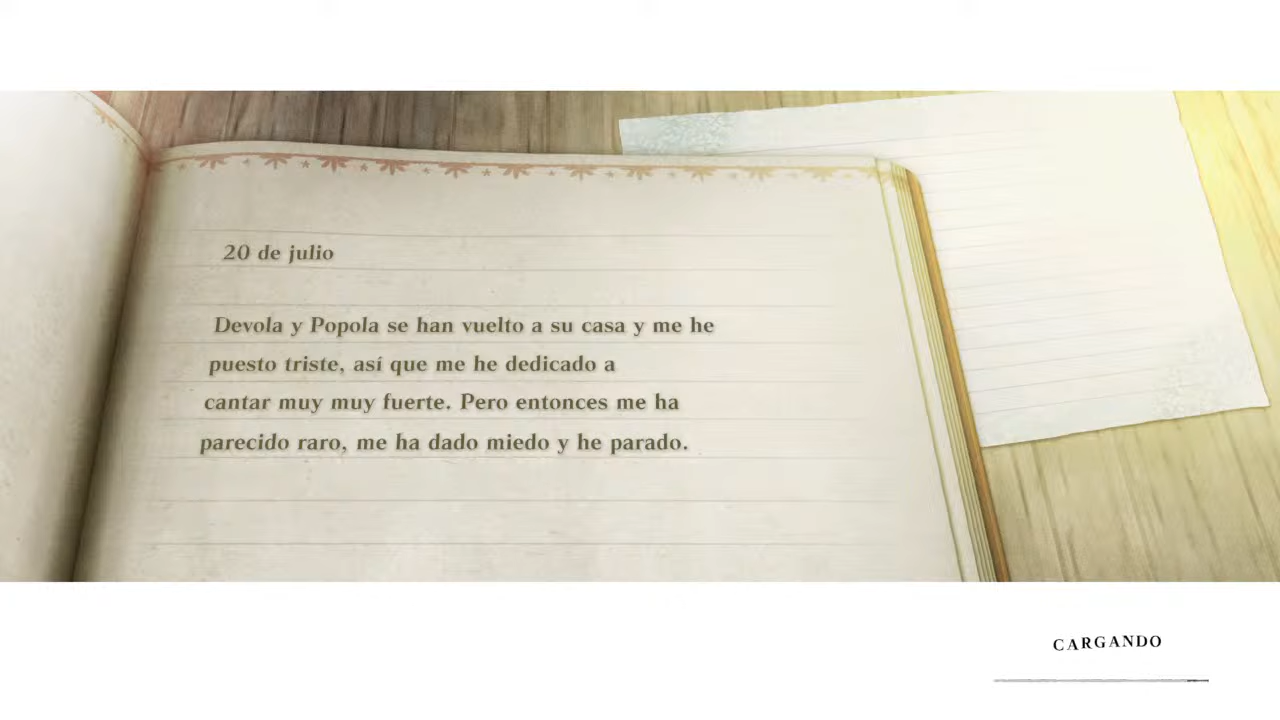 20 de julio
Devola y Popola se han vuelto a su casa y me he
puesto triste, así que me he dedicado a
cantar muy muy fuerte. Pero entonces me ha
parecido raro, me ha dado miedo y he parado.
CARGANDO